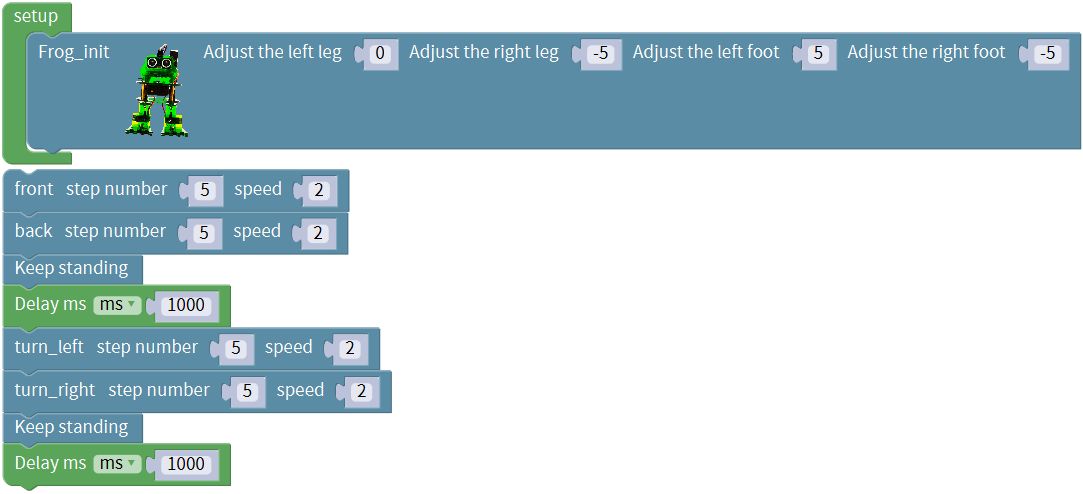 setup
Frog_init Adjust the left leg 0 Adjust the right leg -5 Adjust the left foot 5 Adjust the right foot -5
front step number 5 speed 2
back step number 5 speed 2
Keep standing
Delay ms ms 1000
turn_left step number 5 speed 2
turn_right step number 5 speed 2
Keep standing
Delay ms ms 1000